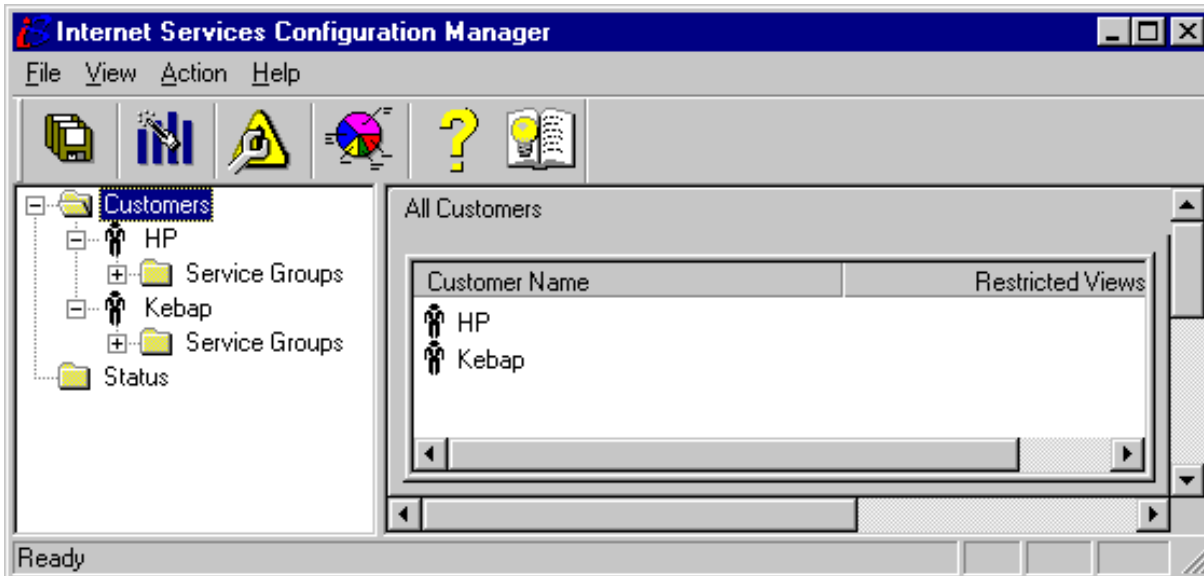 Internet Services Configuration Manager
File View Action Help
Customers
HP
Service Groups
Kebap
Service Groups
Status
All Customers
Customer Name Restricted Views
HP
Kebap
Ready